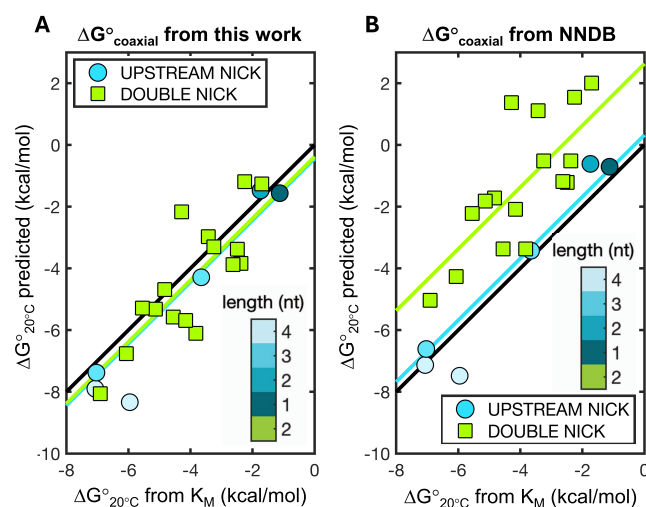 A
ΔG°coaxial from this work
UPSTREAM NICK
DOUBLE NICK
2
0
-2
-4
-6
-8
-10
ΔG°20°C predicted (kcal/mol)
length (nt)
4
3
2
1
2
-8
-6
-4
-2
0
ΔG°20°C from KM (kcal/mol)
B
ΔG°coaxial from NNDB
2
0
-2
-4
-6
-8
-10
ΔG°20°C predicted (kcal/mol)
length (nt)
4
3
2
1
2
UPSTREAM NICK
DOUBLE NICK
-8
-6
-4
-2
0
ΔG°20°C from KM (kcal/mol)